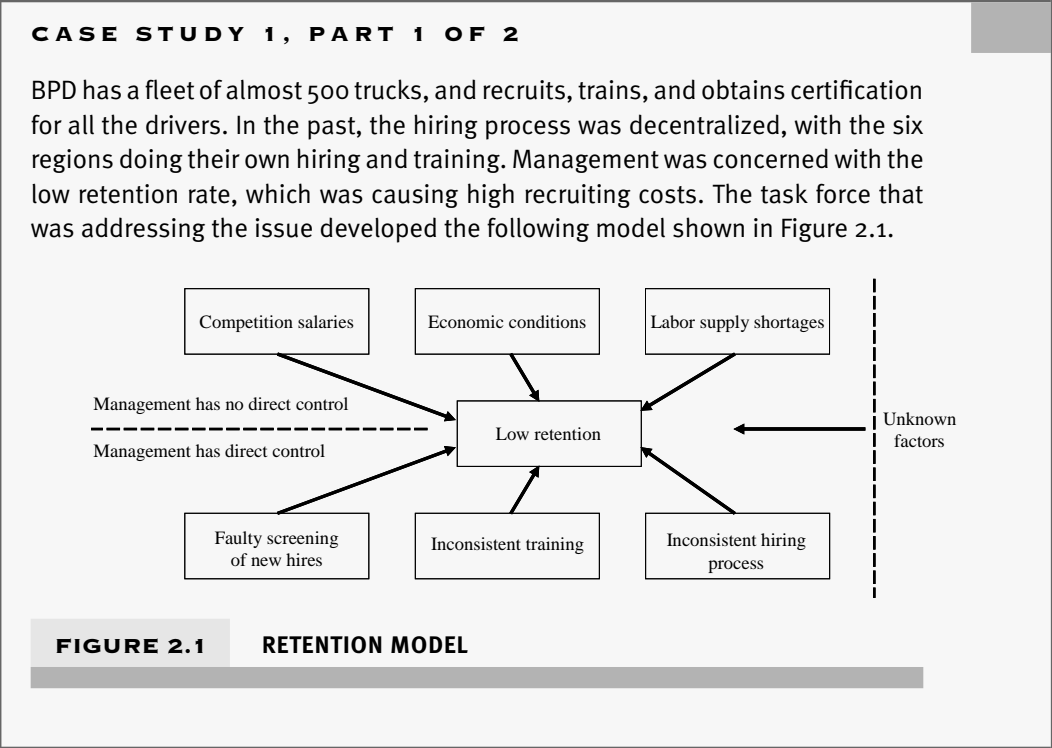 CASE STUDY 1, PART 1 OF 2
BPD has a fleet of almost 500 trucks, and recruits, trains, and obtains certification
for all the drivers. In the past, the hiring process was decentralized, with the six
regions doing their own hiring and training. Management was concerned with the
low retention rate, which was causing high recruiting costs. The task force that
was addressing the issue developed the following model shown in Figure 2.1.
Competition salaries
Economic conditions
Labor supply shortages
Management has no direct control
Management has direct control
Low retention
Unknown
factors
Faulty screening
of new hires
Inconsistent training
Inconsistent hiring
process
FIGURE 2.1 RETENTION MODEL